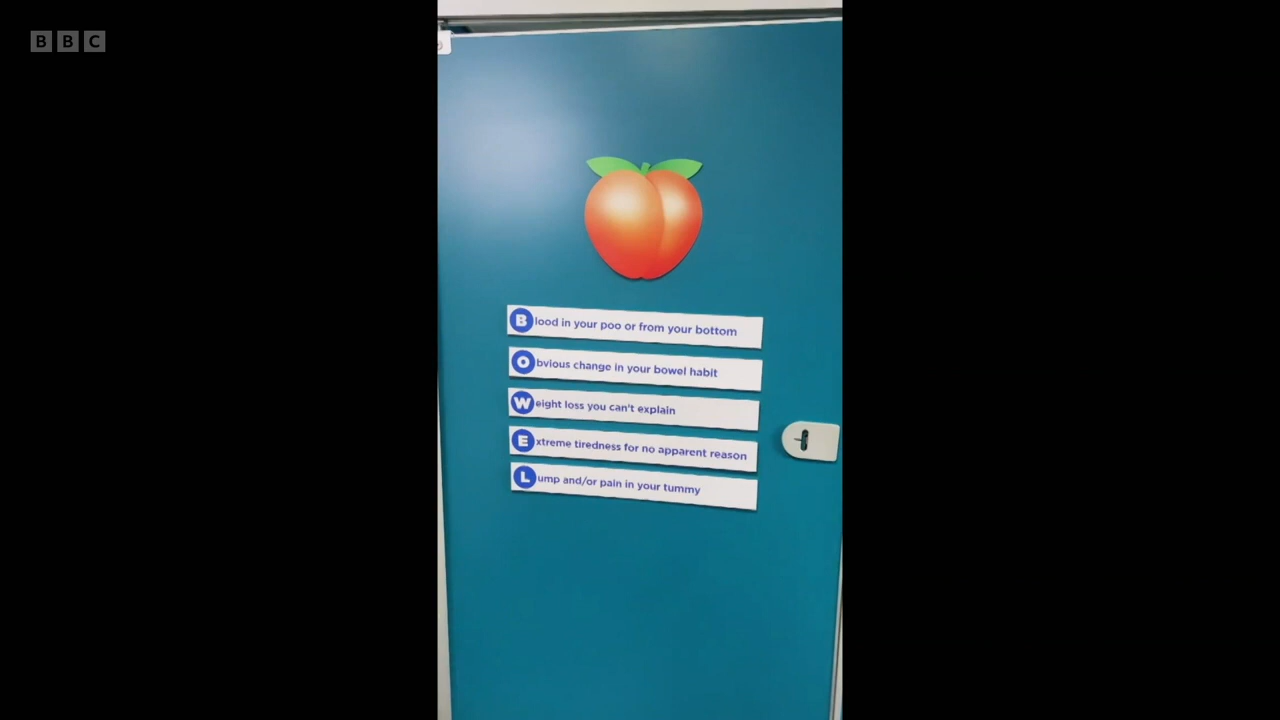 BBC
Blood in your poo or from your bottom
Obvious change in your bowel habit
Weight loss you can't explain
Extreme tiredness for no apparent reason
Lump and/or pain in your tummy